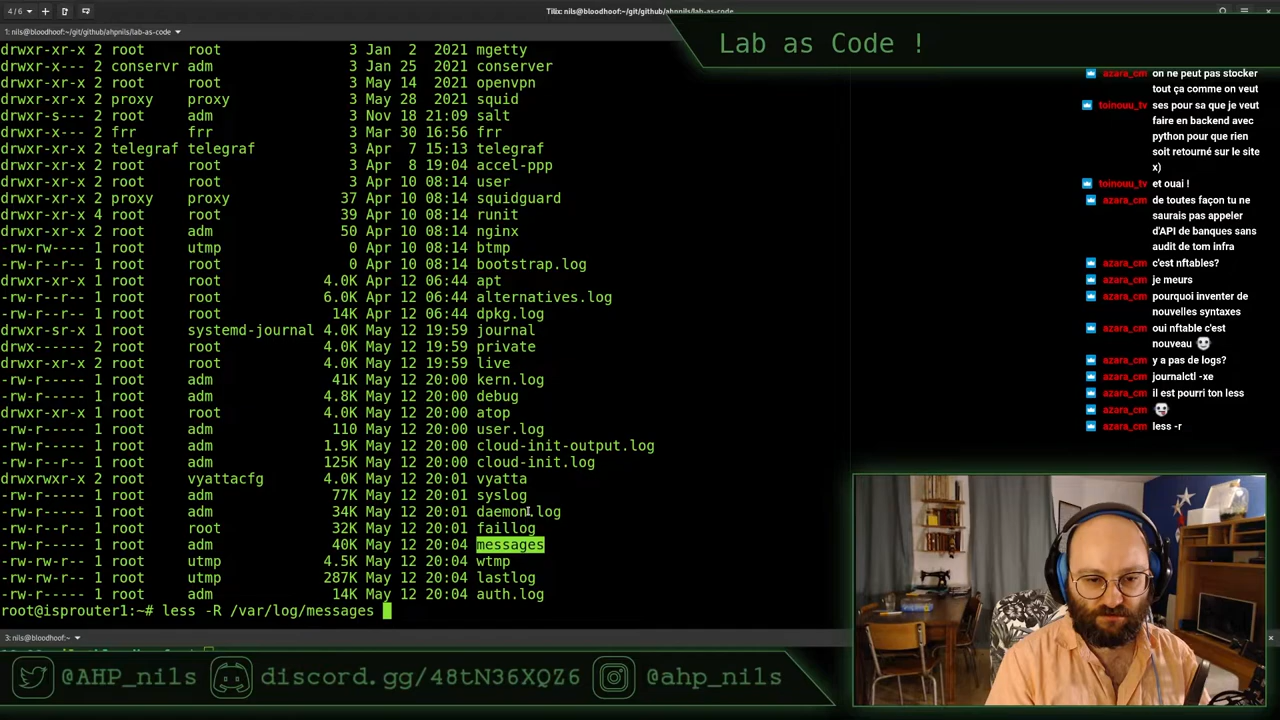 4/6
Tilix: nils@bloodhoof:~/git/github/ahpnils/lab-as-code
1: nils@bloodhoof:~/git/github/ahpnils/lab-as-code
Lab as Code !
drwxr-xr-x 2 root root 3 Jan 2 2021 mgetty
drwxr-x--- 2 conservr adm 3 Jan 25 2021 conserver
drwxr-xr-x 2 root root 3 May 14 2021 openvpn
drwxr-xr-x 2 proxy proxy 3 May 28 2021 squid
drwxr-s--- 2 root adm 3 Nov 18 21:09 salt
drwxr-x--- 2 frr frr 3 Mar 30 16:56 frr
drwxr-xr-x 2 telegraf telegraf 3 Apr 7 15:13 telegraf
drwxr-xr-x 2 root root 3 Apr 8 19:04 accel-ppp
drwxr-xr-x 2 root root 3 Apr 10 08:14 user
drwxr-xr-x 2 proxy proxy 37 Apr 10 08:14 squidguard
drwxr-xr-x 4 root root 39 Apr 10 08:14 runit
drwxr-xr-x 2 root adm 50 Apr 10 08:14 nginx
-rw-rw---- 1 root utmp 0 Apr 10 08:14 btmp
-rw-r--r-- 1 root root 0 Apr 10 08:14 bootstrap.log
drwxr-xr-x 1 root root 4.0K Apr 12 06:44 apt
-rw-r--r-- 1 root root 6.0K Apr 12 06:44 alternatives.log
-rw-r--r-- 1 root root 14K Apr 12 06:44 dpkg.log
drwxr-sr-x 1 root systemd-journal 4.0K May 12 19:59 journal
drwx------ 2 root root 4.0K May 12 19:59 private
drwxr-xr-x 2 root root 4.0K May 12 19:59 live
-rw-r----- 1 root adm 41K May 12 20:00 kern.log
-rw-r----- 1 root adm 4.8K May 12 20:00 debug
drwxr-xr-x 2 root root 4.0K May 12 20:00 atop
-rw-r----- 1 root adm 110 May 12 20:00 user.log
-rw-r----- 1 root adm 1.9K May 12 20:00 cloud-init-output.log
-rw-r--r-- 1 root adm 125K May 12 20:00 cloud-init.log
drwxrwxr-x 2 root vyattacfg 4.0K May 12 20:01 vyatta
-rw-r----- 1 root adm 77K May 12 20:01 syslog
-rw-r----- 1 root adm 34K May 12 20:01 daemon.log
-rw-r--r-- 1 root root 32K May 12 20:01 faillog
-rw-r----- 1 root adm 40K May 12 20:04 messages
-rw-rw-r-- 1 root utmp 4.5K May 12 20:04 wtmp
-rw-rw-r-- 1 root utmp 287K May 12 20:04 lastlog
-rw-r----- 1 root adm 14K May 12 20:04 auth.log
root@isprouter1:~# less -R /var/log/messages
3: nils@bloodhoof:~
azara_cm on ne peut pas stocker
tout ça comme on veut
toinouu_tv ses pour sa que je veut
faire en backend avec
python pour que rien
soit retourné sur le site
x)
toinouu_tv et ouai !
azara_cm de toutes façon tu ne
saurais pas appeler
d'API de banques sans
audit de tom infra
azara_cm c'est nftables?
azara_cm je meurs
azara_cm pourquoi inventer de
nouvelles syntaxes
azara_cm oui nftable c'est
nouveau
azara_cm y a pas de logs?
azara_cm journalctl -xe
azara_cm il est pourri ton less
azara_cm
azara_cm less -r
@AHP_nils
discord.gg/48tN36XQZ6
@ahp_nils